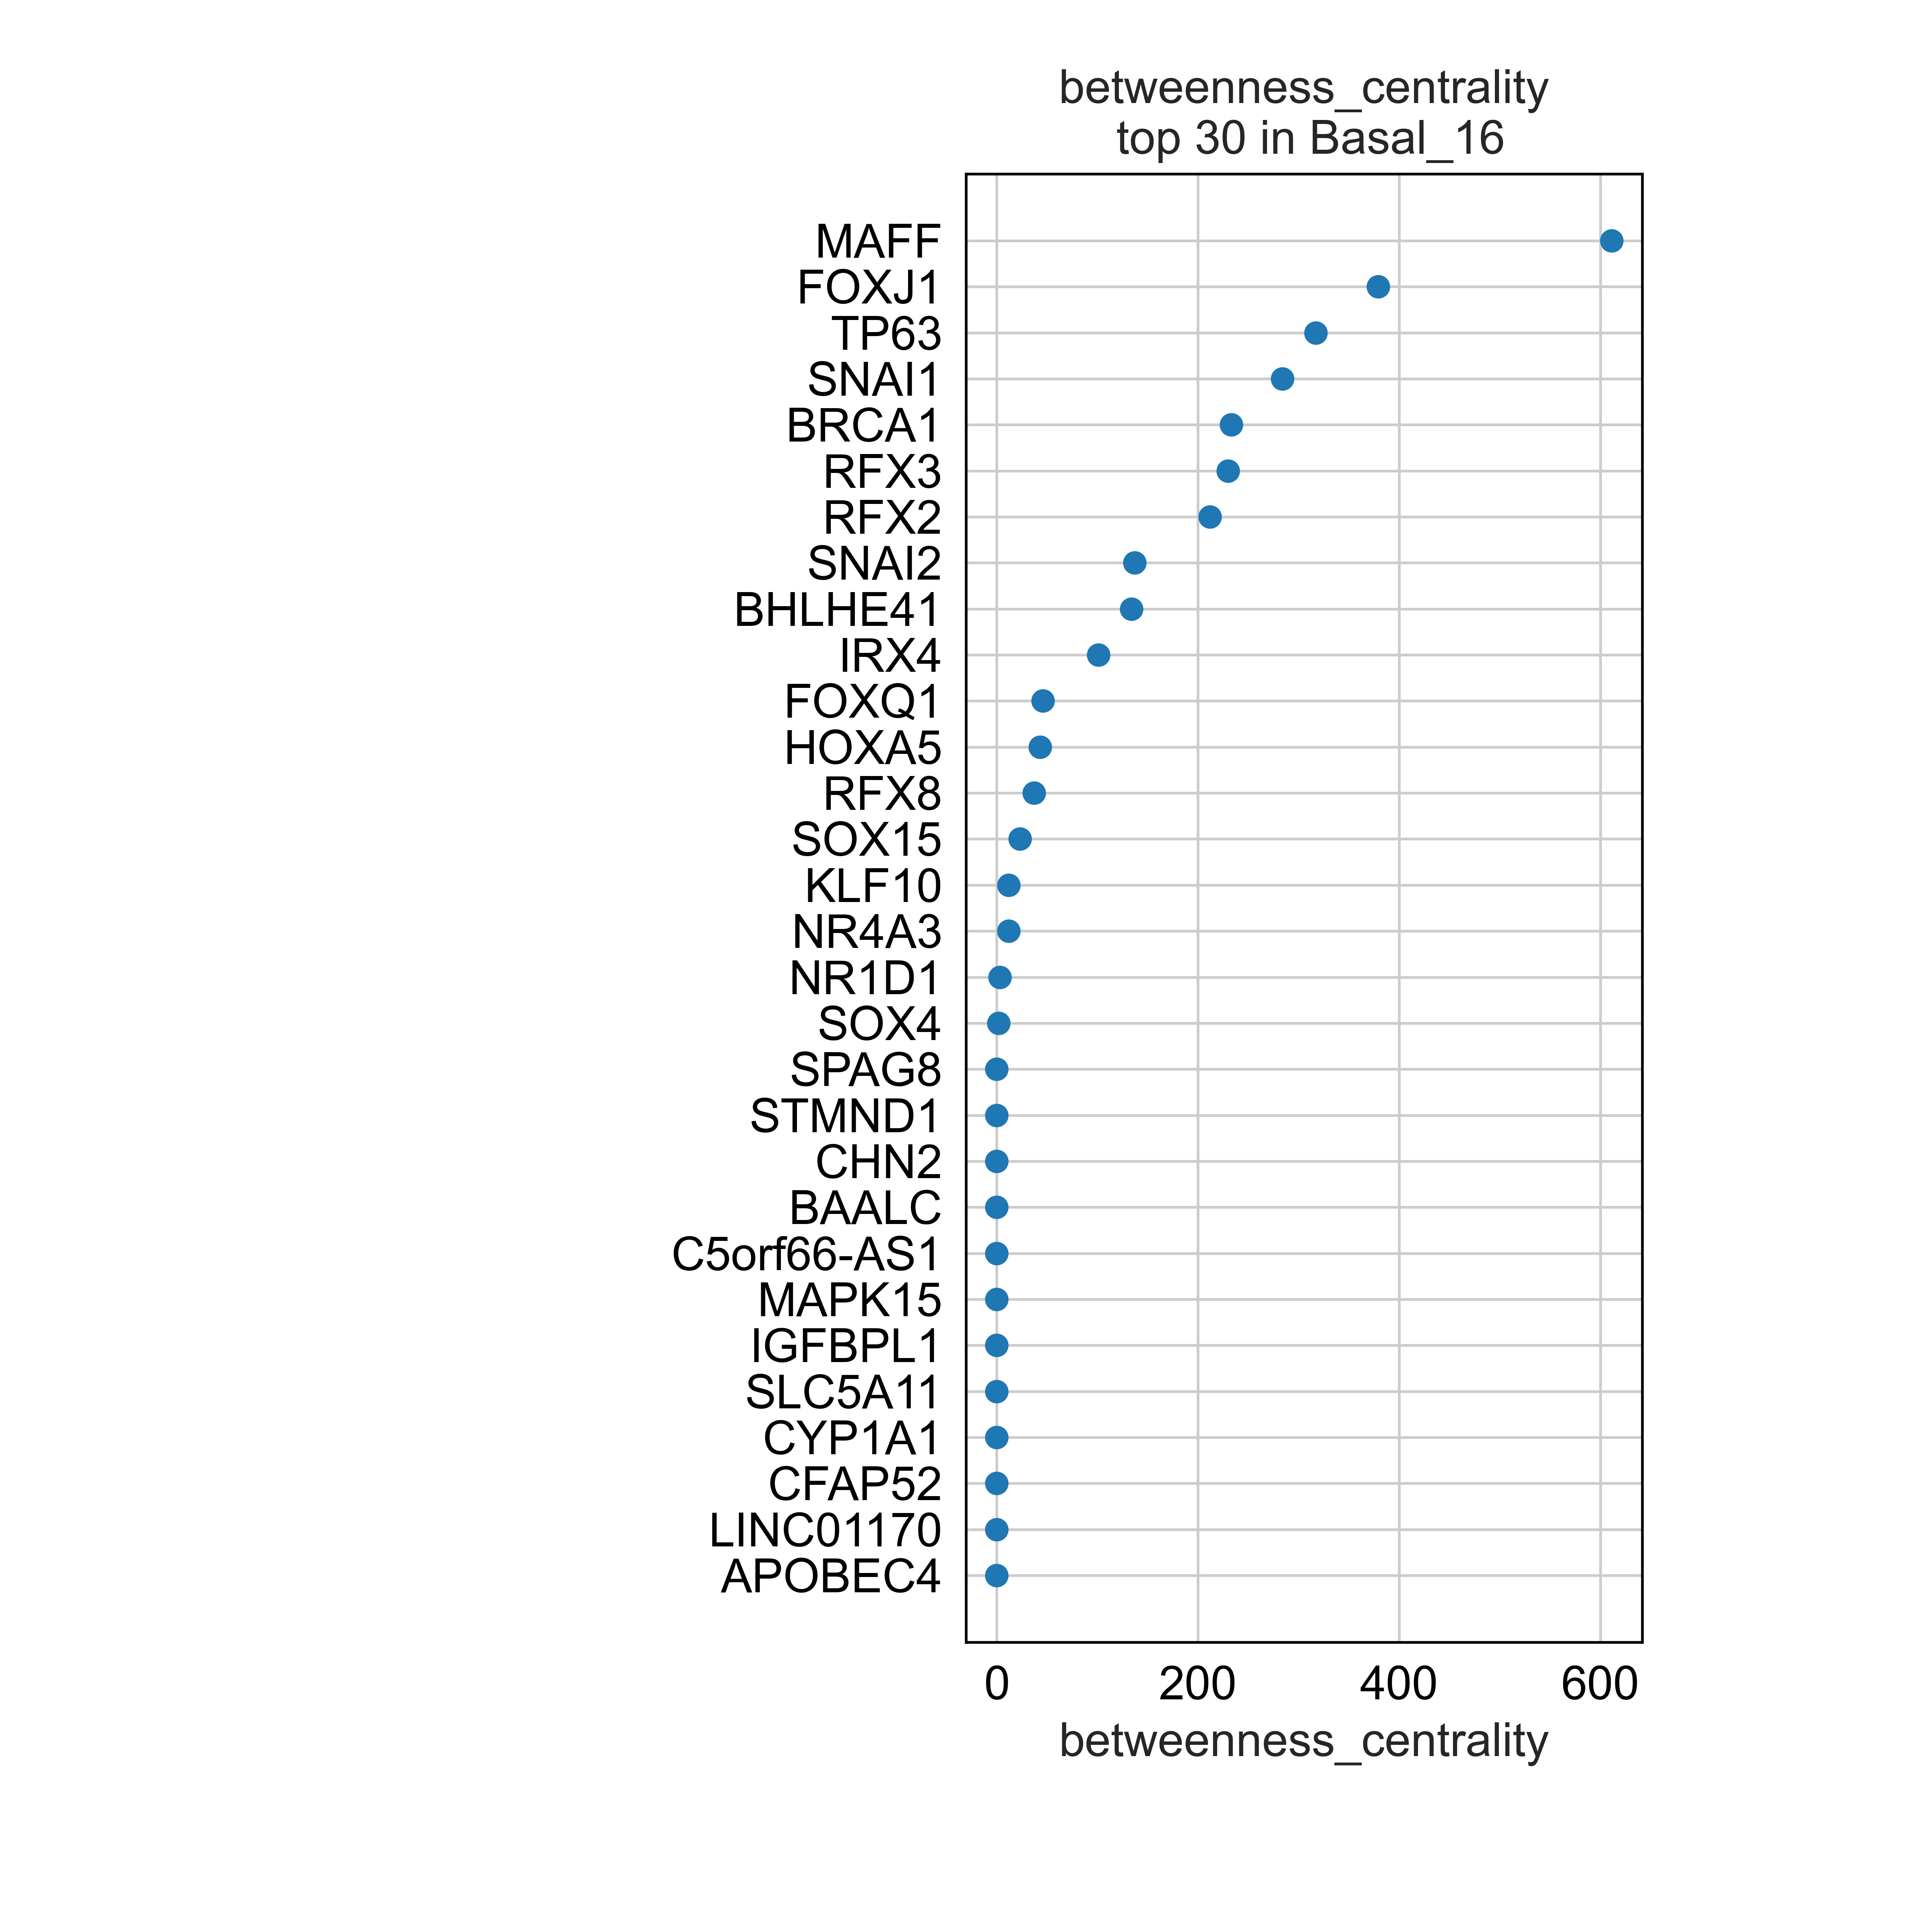 betweenness_centrality
top 30 in Basal_16
MAFF
FOXJ1
TP63
SNAI1
BRCA1
RFX3
RFX2
SNAI2
BHLHE41
IRX4
FOXQ1
HOXA5
RFX8
SOX15
KLF10
NR4A3
NR1D1
SOX4
SPAG8
STMND1
CHN2
BAALC
C5orf66-AS1
MAPK15
IGFBPL1
SLC5A11
CYP1A1
CFAP52
LINC01170
APOBEC4
0 200 400 600
betweenness_centrality